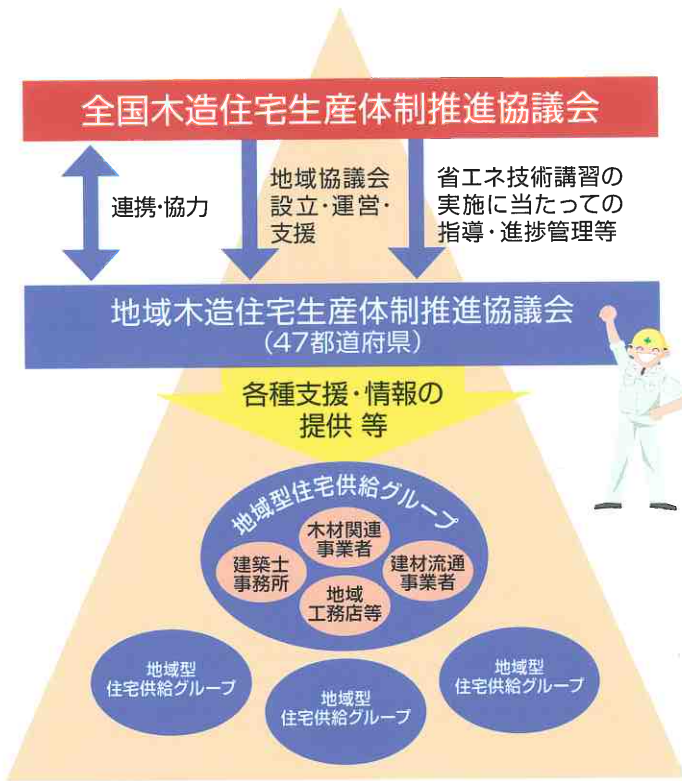 全国木造住宅生産体制推進協議会
連携・協力
地域協議会
設立・運営・
支援
省エネ技術講習の
実施に当たっての
指導・進捗管理等
地域木造住宅生産体制推進協議会
（47都道府県）
各種支援・情報の
提供 等
地域型住宅供給グループ
木材関連
事業者
建築士
事務所
建材流通
事業者
地域
工務店等
地域型
住宅供給グループ
地域型
住宅供給グループ
地域型
住宅供給グループ